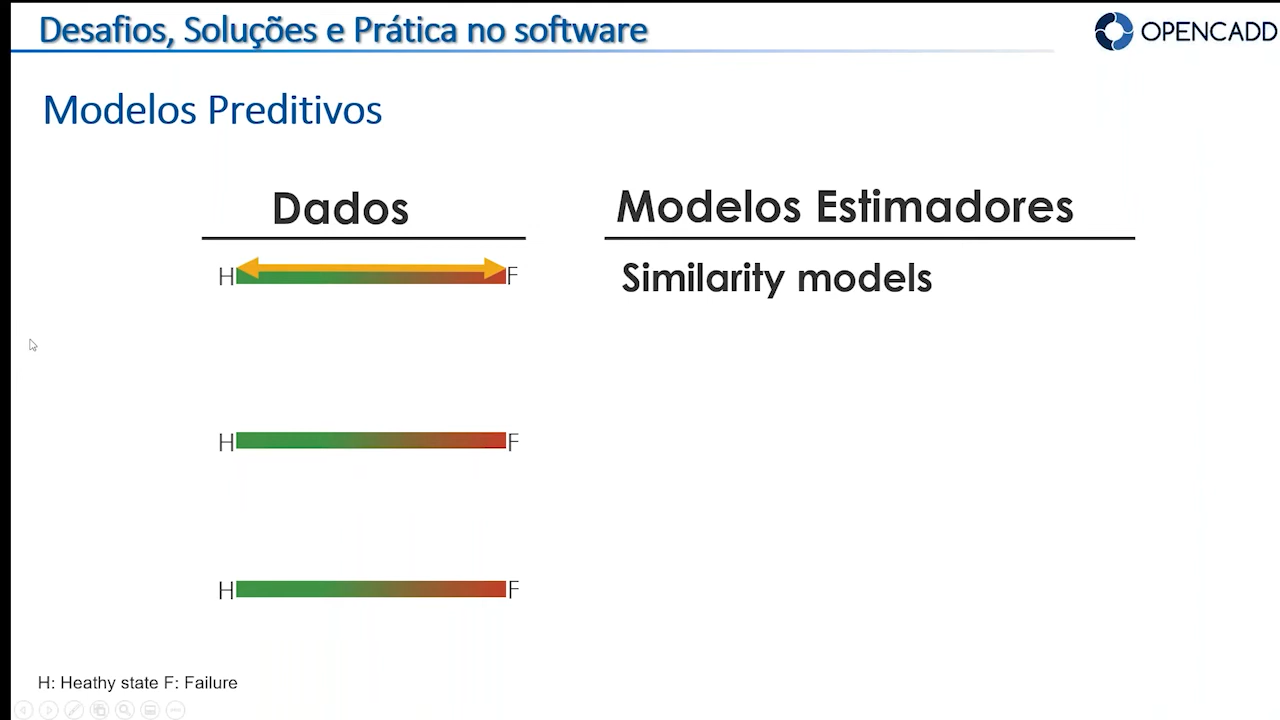 Desafios, Soluções e Prática no software
OPENCADD
Modelos Preditivos
Dados
Modelos Estimadores
H F
Similarity models
H F
H F
H: Heathy state F: Failure